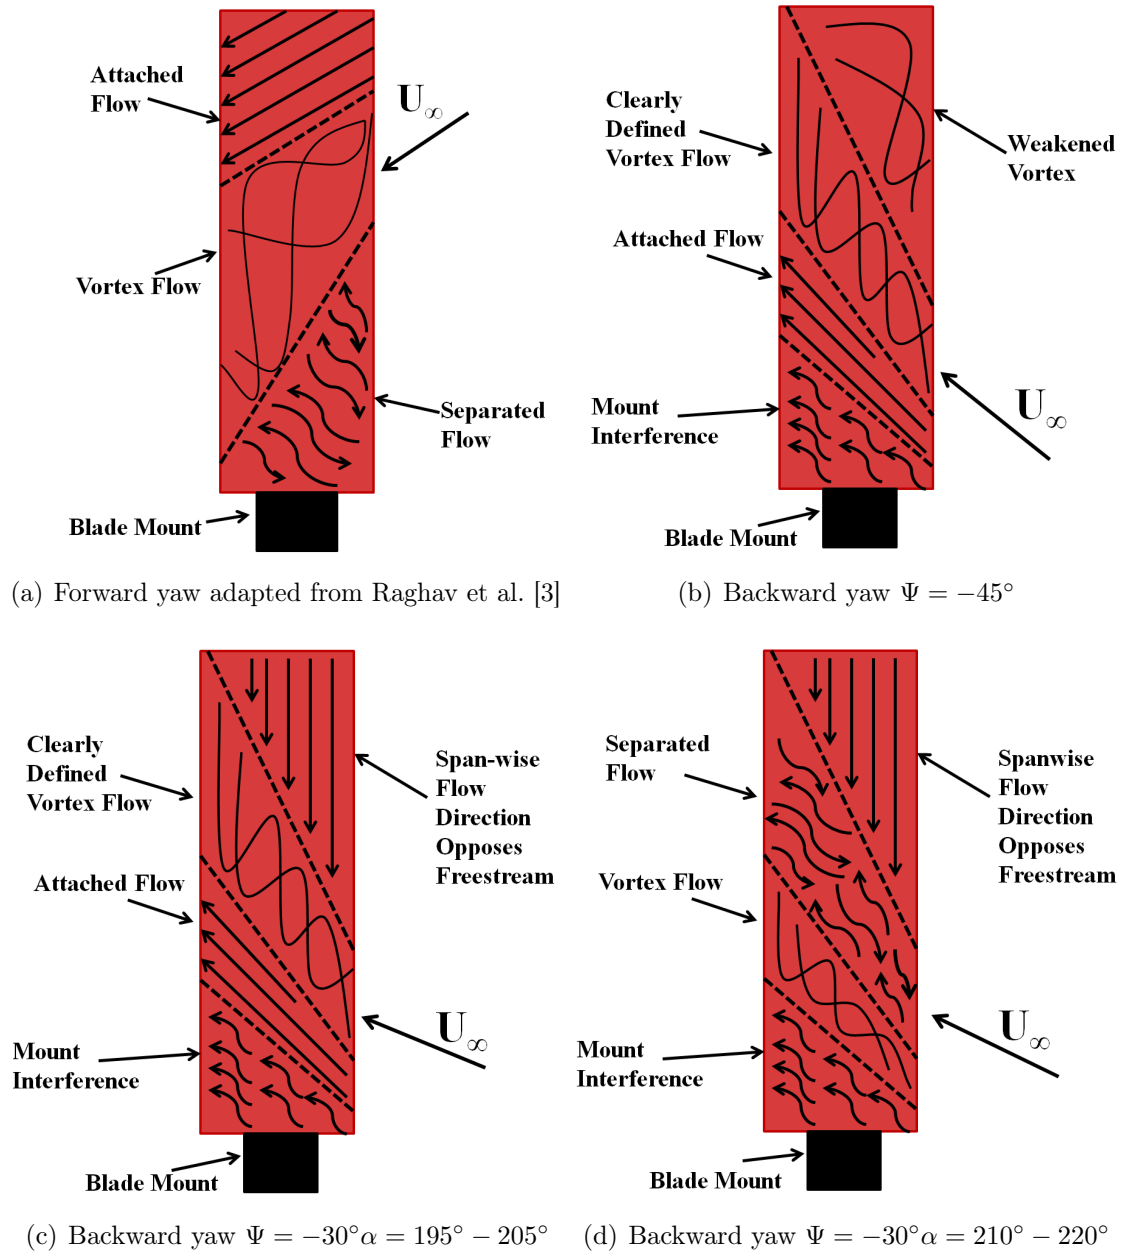 Attached
Flow
U∞
Vortex Flow
Separated
Flow
Blade Mount
(a) Forward yaw adapted from Raghav et al. [3]
Clearly
Defined
Vortex Flow
Weakened
Vortex
Attached Flow
Mount
Interference
U∞
Blade Mount
(b) Backward yaw Ψ = −45°
Clearly
Defined
Vortex Flow
Span-wise
Flow
Direction
Opposes
Freestream
Attached Flow
U∞
Mount
Interference
Blade Mount
(c) Backward yaw Ψ = −30°α = 195° − 205°
Separated
Flow
Spanwise
Flow
Direction
Opposes
Freestream
Vortex Flow
U∞
Mount
Interference
Blade Mount
(d) Backward yaw Ψ = −30°α = 210° − 220°